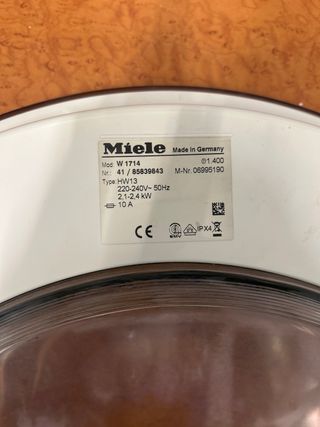 Miele Made in Germany
Mod: W 1714 1.400
Nr.: 41 / 85839843 M-Nr. 06995190
Type: HW13
220-240V~ 50Hz
2,1-2,4 kW
10 A
CE IPX4